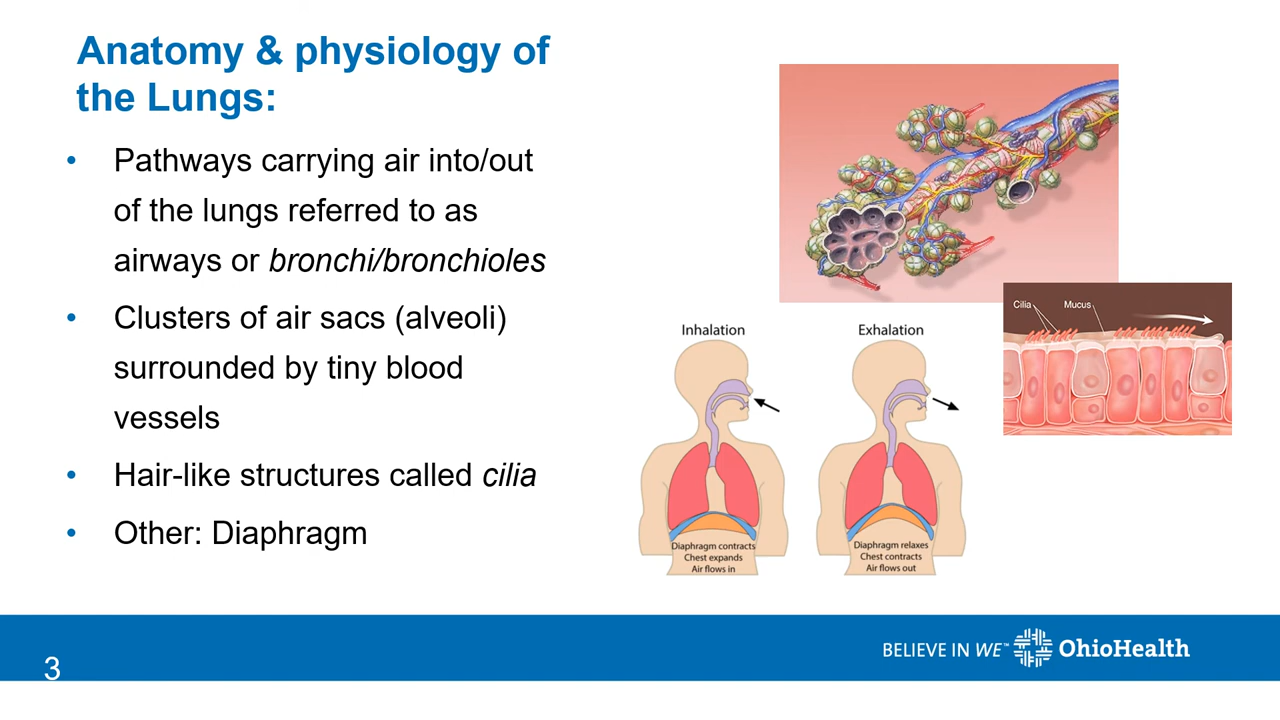 Anatomy & physiology of
the Lungs:
• Pathways carrying air into/out
of the lungs referred to as
airways or bronchi/bronchioles
• Clusters of air sacs (alveoli)
surrounded by tiny blood
vessels
• Hair-like structures called cilia
• Other: Diaphragm
Cilia
Mucus
Inhalation
Exhalation
Diaphragm contracts
Chest expands
Air flows in
Diaphragm relaxes
Chest contracts
Air flows out
3
BELIEVE IN WE™ OhioHealth